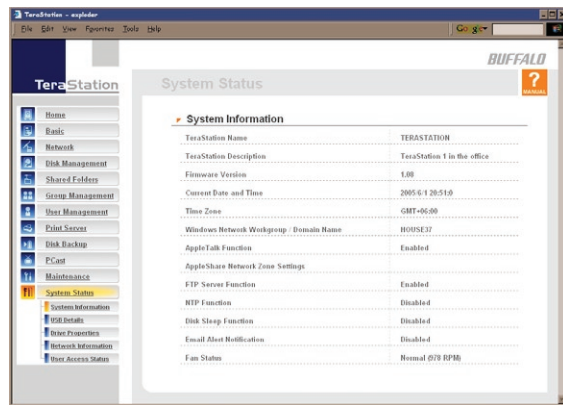 TeraStation - exploder
File Edit View Favorites Tools Help
BUFFALO
TeraStation
System Status
?
MANUAL
Home
Basic
Network
Disk Management
Shared Folders
Group Management
User Management
Print Server
Disk Backup
PCast
Maintenance
System Status
System Information
USB Details
Drive Properties
Network Information
User Access Status
System Information
TeraStation Name TERASTATION
TeraStation Description TeraStation 1 in the office
Firmware Version 1.08
Current Date and Time 2005/6/1 20:51:0
Time Zone GMT+06:00
Windows Network Workgroup / Domain Name HOUSE37
AppleTalk Function Enabled
AppleShare Network Zone Settings
FTP Server Function Enabled
NTP Function Disabled
Disk Sleep Function Disabled
Email Alert Notification Disabled
Fan Status Normal (978 RPM)